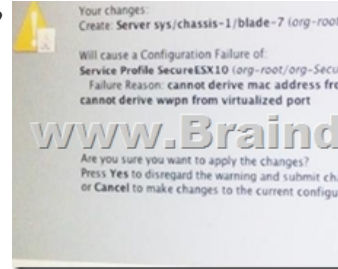 Your changes:
Create: Server sys/chassis-1/blade-7 (org-root
Will cause a Configuration Failure of:
Service Profile SecureESX10 (org-root/org-Secu
Failure Reason: cannot derive mac address fro
cannot derive wwpn from virtualized port
www.Braind
Are you sure you want to apply the changes?
Press Yes to disregard the warning and submit cha
or Cancel to make changes to the current configu